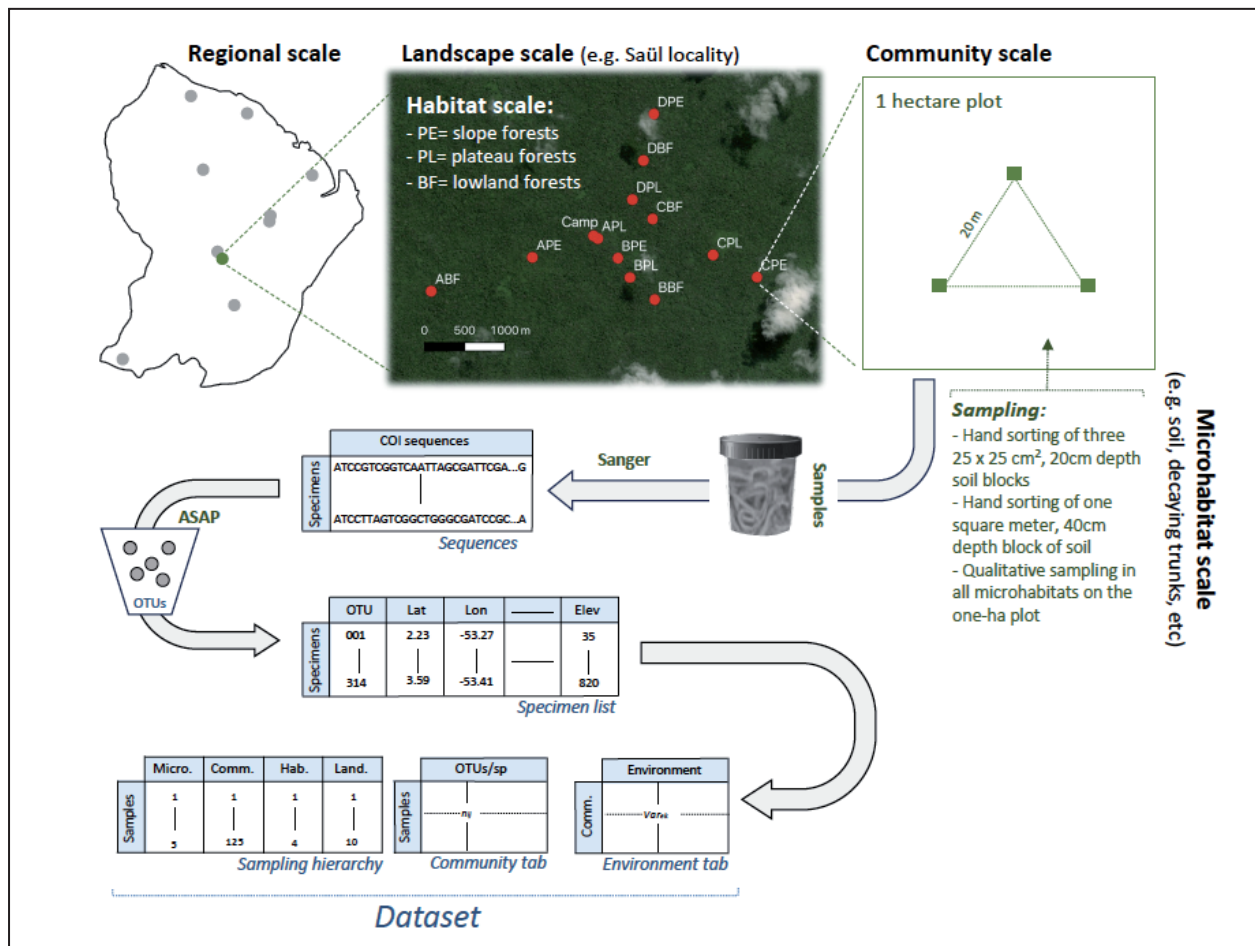 Regional scale
Landscape scale (e.g. Saül locality)
Community scale
Habitat scale:
- PE= slope forests
- PL= plateau forests
- BF= lowland forests
DPE
DBF
DPL
CBF
Camp
APL
APE
BPE
CPL
BPL
CPE
ABF
BBF
0 500 1000 m
1 hectare plot
20 m
Microhabitat scale
(e.g. soil, decaying trunks, etc)
Sampling:
- Hand sorting of three
25 x 25 cm², 20cm depth
soil blocks
- Hand sorting of one
square meter, 40cm
depth block of soil
- Qualitative sampling in
all microhabitats on the
one-ha plot
Samples
Sanger
COI sequences
Specimens
ATCCGTCGGTCAATTAGCGATTCGA...G
ATCCTTAGTCGGCTGGGCGATCCGC...A
Sequences
ASAP
OTUs
OTU Lat Lon Elev
Specimens
001 2.23 -53.27 35
314 3.59 -53.41 820
Specimen list
Micro. Comm. Hab. Land.
Samples
1 1 1 1
5 125 4 10
Sampling hierarchy
OTUs/sp
Samples
nij
Community tab
Environment
Comm.
Environment tab
Dataset